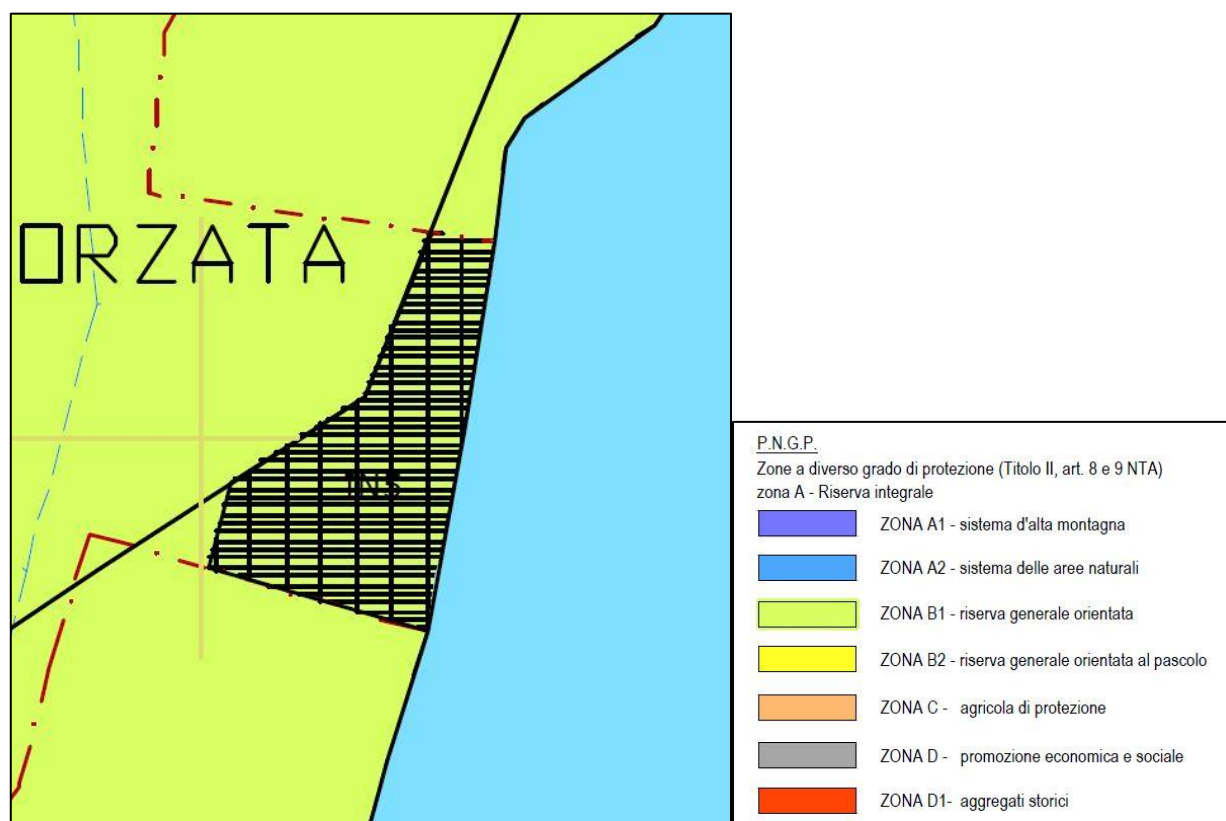 ORZATA
P.N.G.P.
Zone a diverso grado di protezione (Titolo II, art. 8 e 9 NTA)
zona A - Riserva integrale
ZONA A1 - sistema d'alta montagna
ZONA A2 - sistema delle aree naturali
ZONA B1 - riserva generale orientata
ZONA B2 - riserva generale orientata al pascolo
ZONA C - agricola di protezione
ZONA D - promozione economica e sociale
ZONA D1- aggregati storici